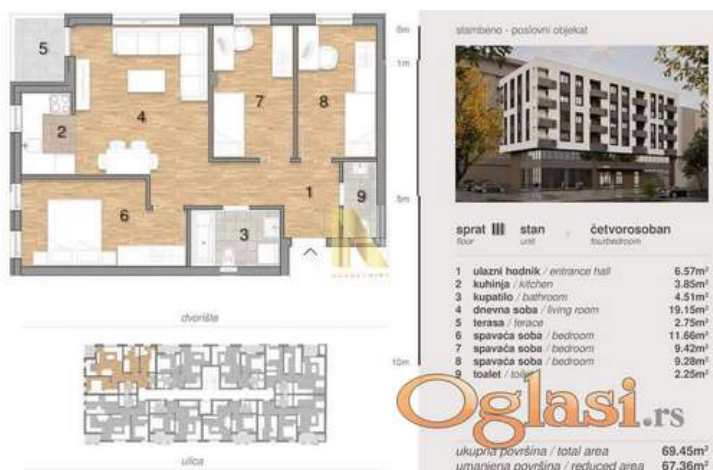 5
2
4
7
8
1
9
6
3
NEKRETNINE
dvorište
ulica
0m
1m
5m
10m
stambeno - poslovni objekat
sprat III stan četvorosoban
floor unit fourbedroom
1 ulazni hodnik / entrance hall 6.57m²
2 kuhinja / kitchen 3.85m²
3 kupatilo / bathroom 4.51m²
4 dnevna soba / living room 19.15m²
5 terasa / terace 2.75m²
6 spavaća soba / bedroom 11.66m²
7 spavaća soba / bedroom 9.42m²
8 spavaća soba / bedroom 9.28m²
9 toalet / toilet 2.25m²
Oglasi.rs
ukupna površina / total area 69.45m²
umanjena površina / reduced area 67.36m²